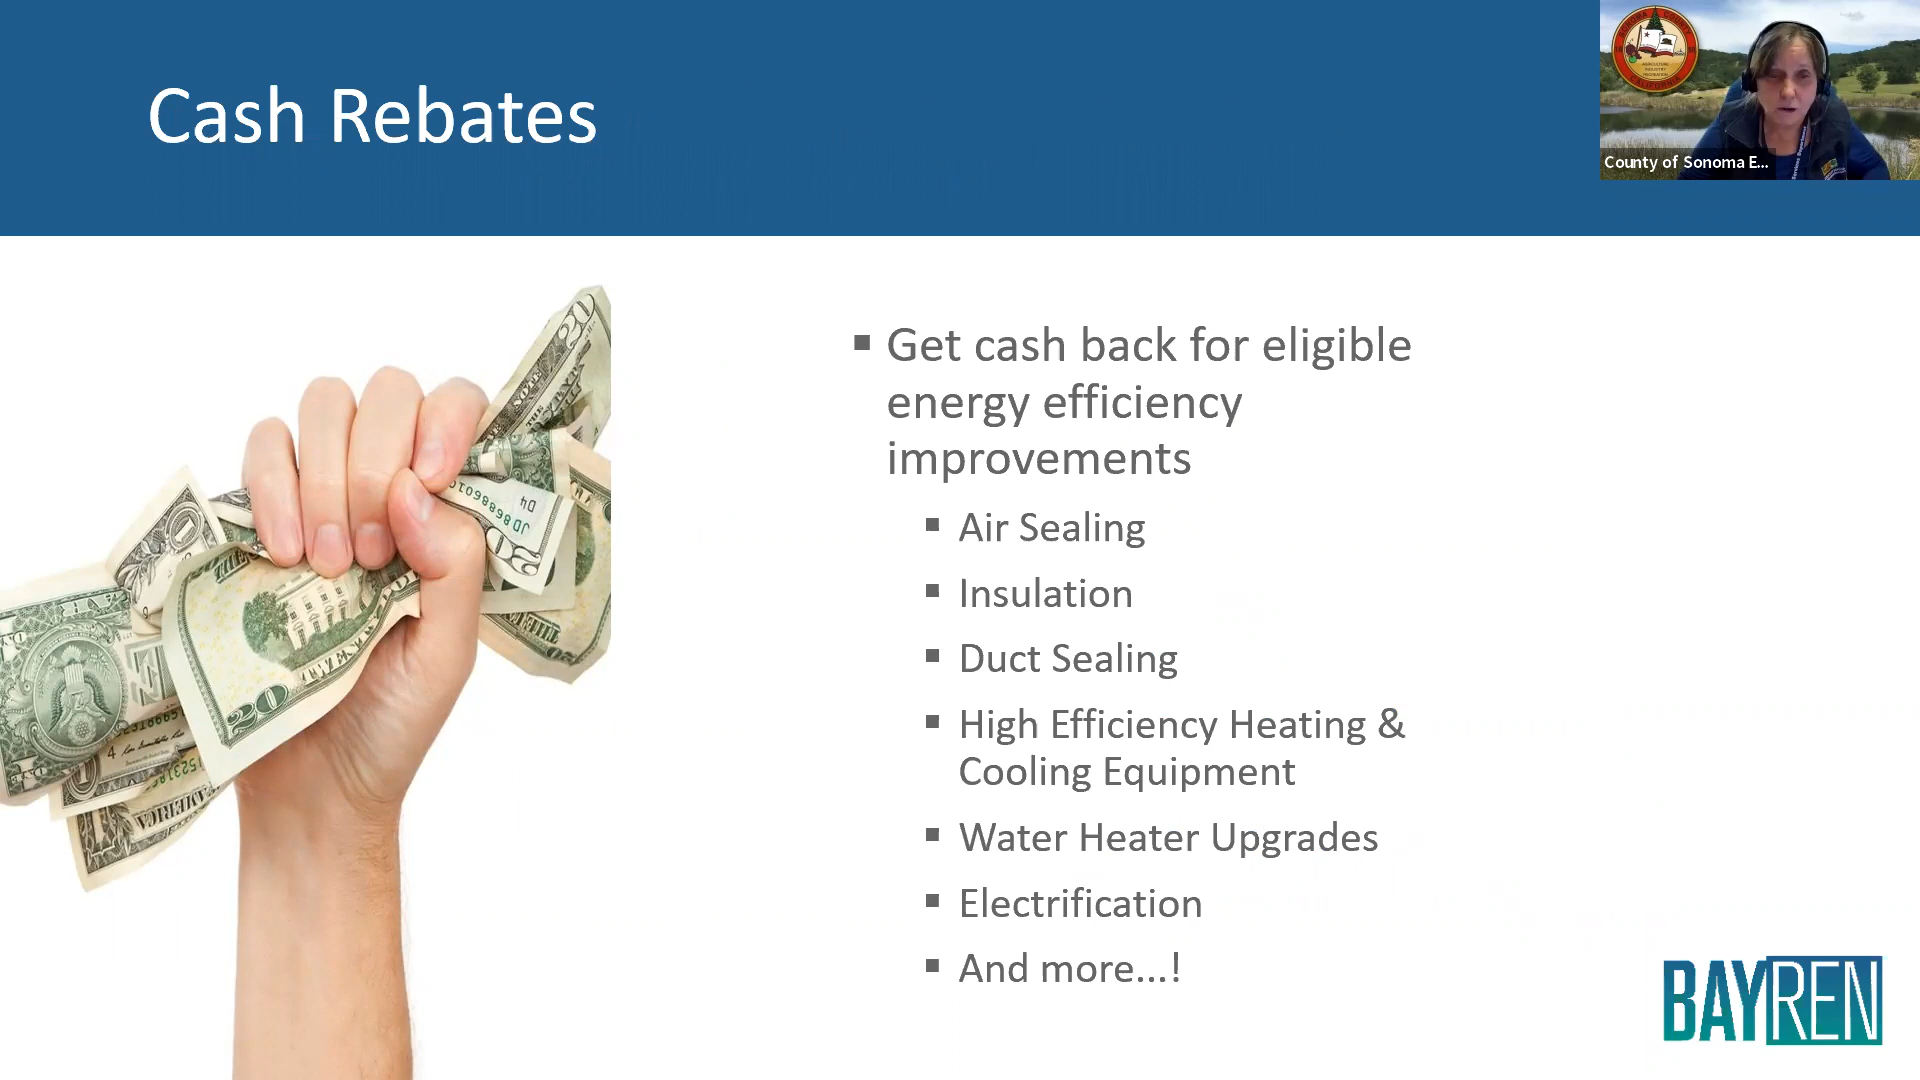 Cash Rebates
County of Sonoma E...
▪ Get cash back for eligible
energy efficiency
improvements
▪ Air Sealing
▪ Insulation
▪ Duct Sealing
▪ High Efficiency Heating &
Cooling Equipment
▪ Water Heater Upgrades
▪ Electrification
▪ And more...!
BAYREN